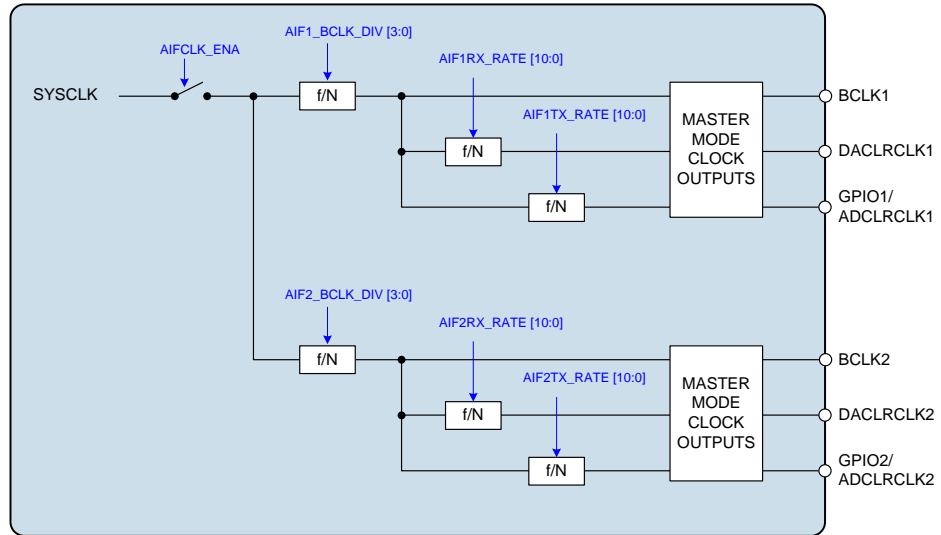 AIF1_BCLK_DIV [3:0]
AIFCLK_ENA
AIF1RX_RATE [10:0]
SYSCLK
f/N
BCLK1
AIF1TX_RATE [10:0]
MASTER
MODE
CLOCK
OUTPUTS
f/N
DACLRCLK1
f/N
GPIO1/
ADCLRCLK1
AIF2_BCLK_DIV [3:0]
AIF2RX_RATE [10:0]
f/N
BCLK2
AIF2TX_RATE [10:0]
MASTER
MODE
CLOCK
OUTPUTS
f/N
DACLRCLK2
f/N
GPIO2/
ADCLRCLK2